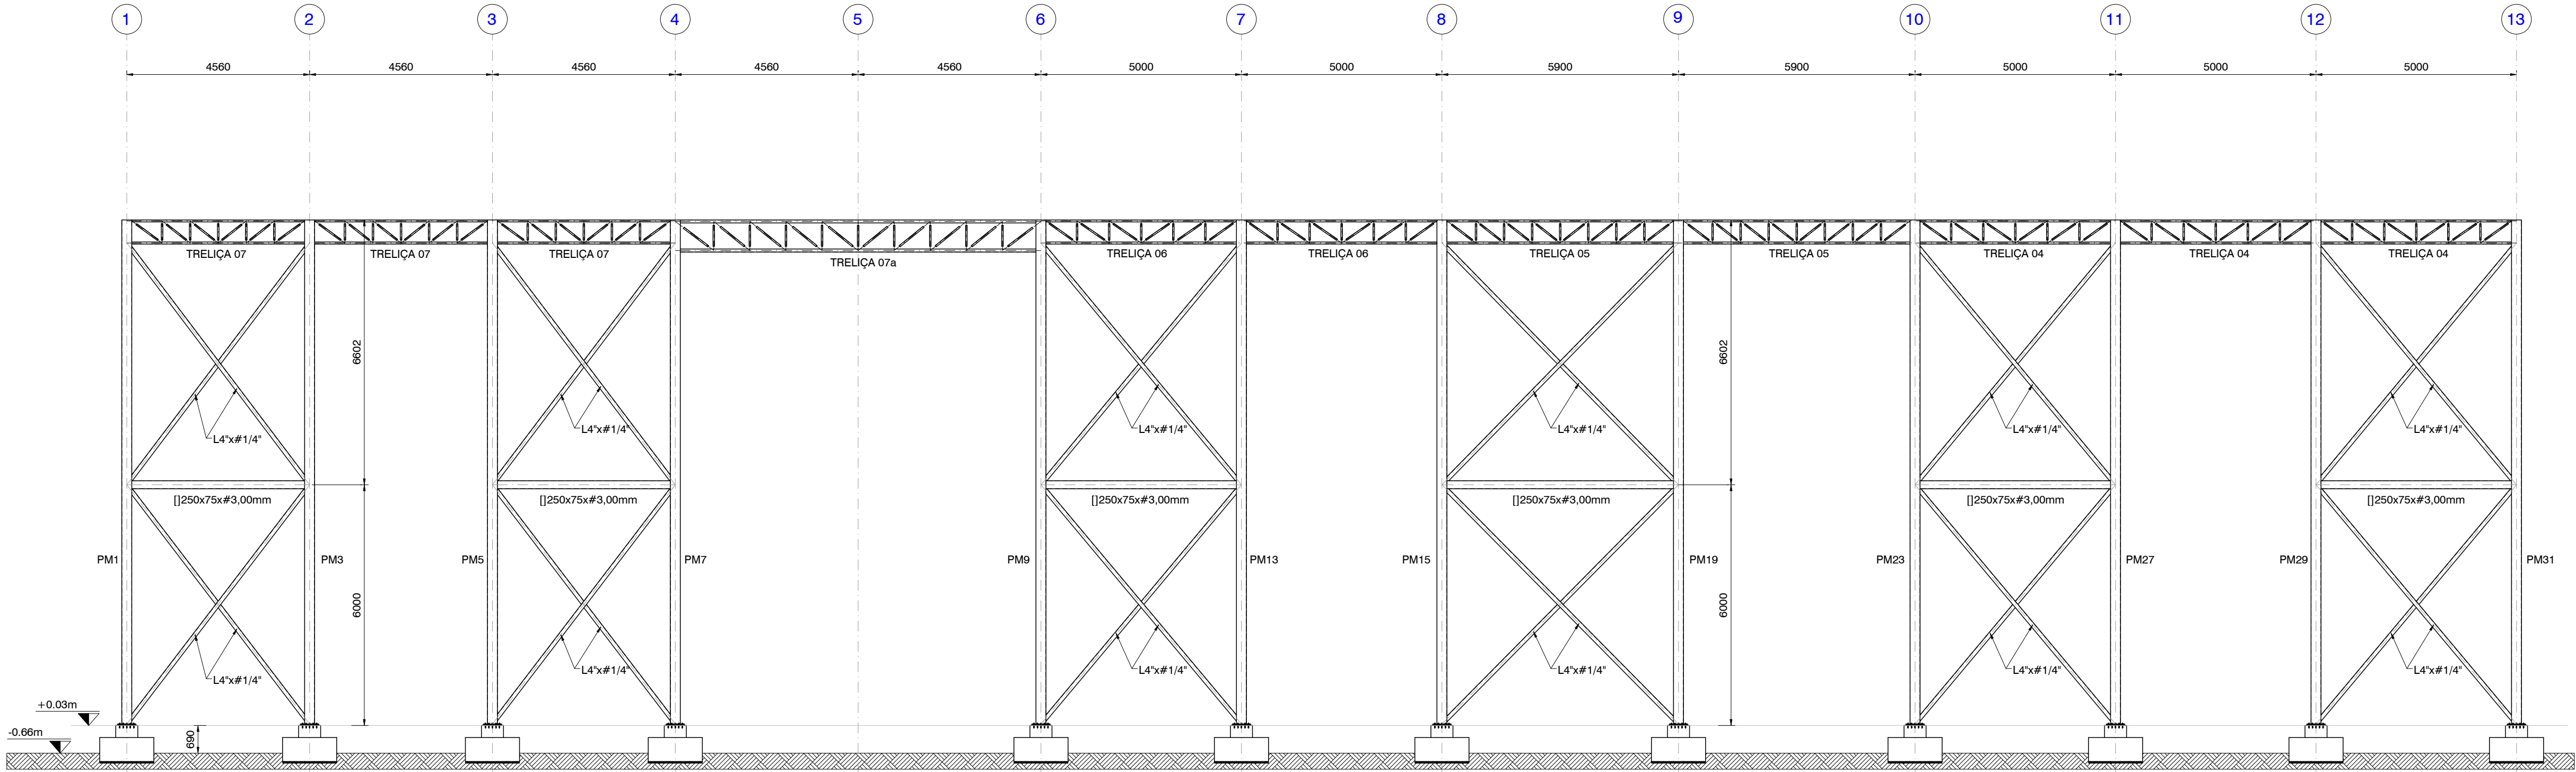 1 2 3 4 5 6 7 8 9 10 11 12 13
4560 4560 4560 4560 4560 5000 5000 5900 5900 5000 5000 5000
TRELIÇA 07 TRELIÇA 07 TRELIÇA 07 TRELIÇA 07a TRELIÇA 06 TRELIÇA 06 TRELIÇA 05 TRELIÇA 05 TRELIÇA 04 TRELIÇA 04 TRELIÇA 04
6602 6602
L4"x#1/4" L4"x#1/4" L4"x#1/4" L4"x#1/4" L4"x#1/4" L4"x#1/4"
[]250x75x#3,00mm []250x75x#3,00mm []250x75x#3,00mm []250x75x#3,00mm []250x75x#3,00mm []250x75x#3,00mm
PM1 PM3 PM5 PM7 PM9 PM13 PM15 PM19 PM23 PM27 PM29 PM31
6000 6000
L4"x#1/4" L4"x#1/4" L4"x#1/4" L4"x#1/4" L4"x#1/4" L4"x#1/4"
+0.03m
-0.66m
690